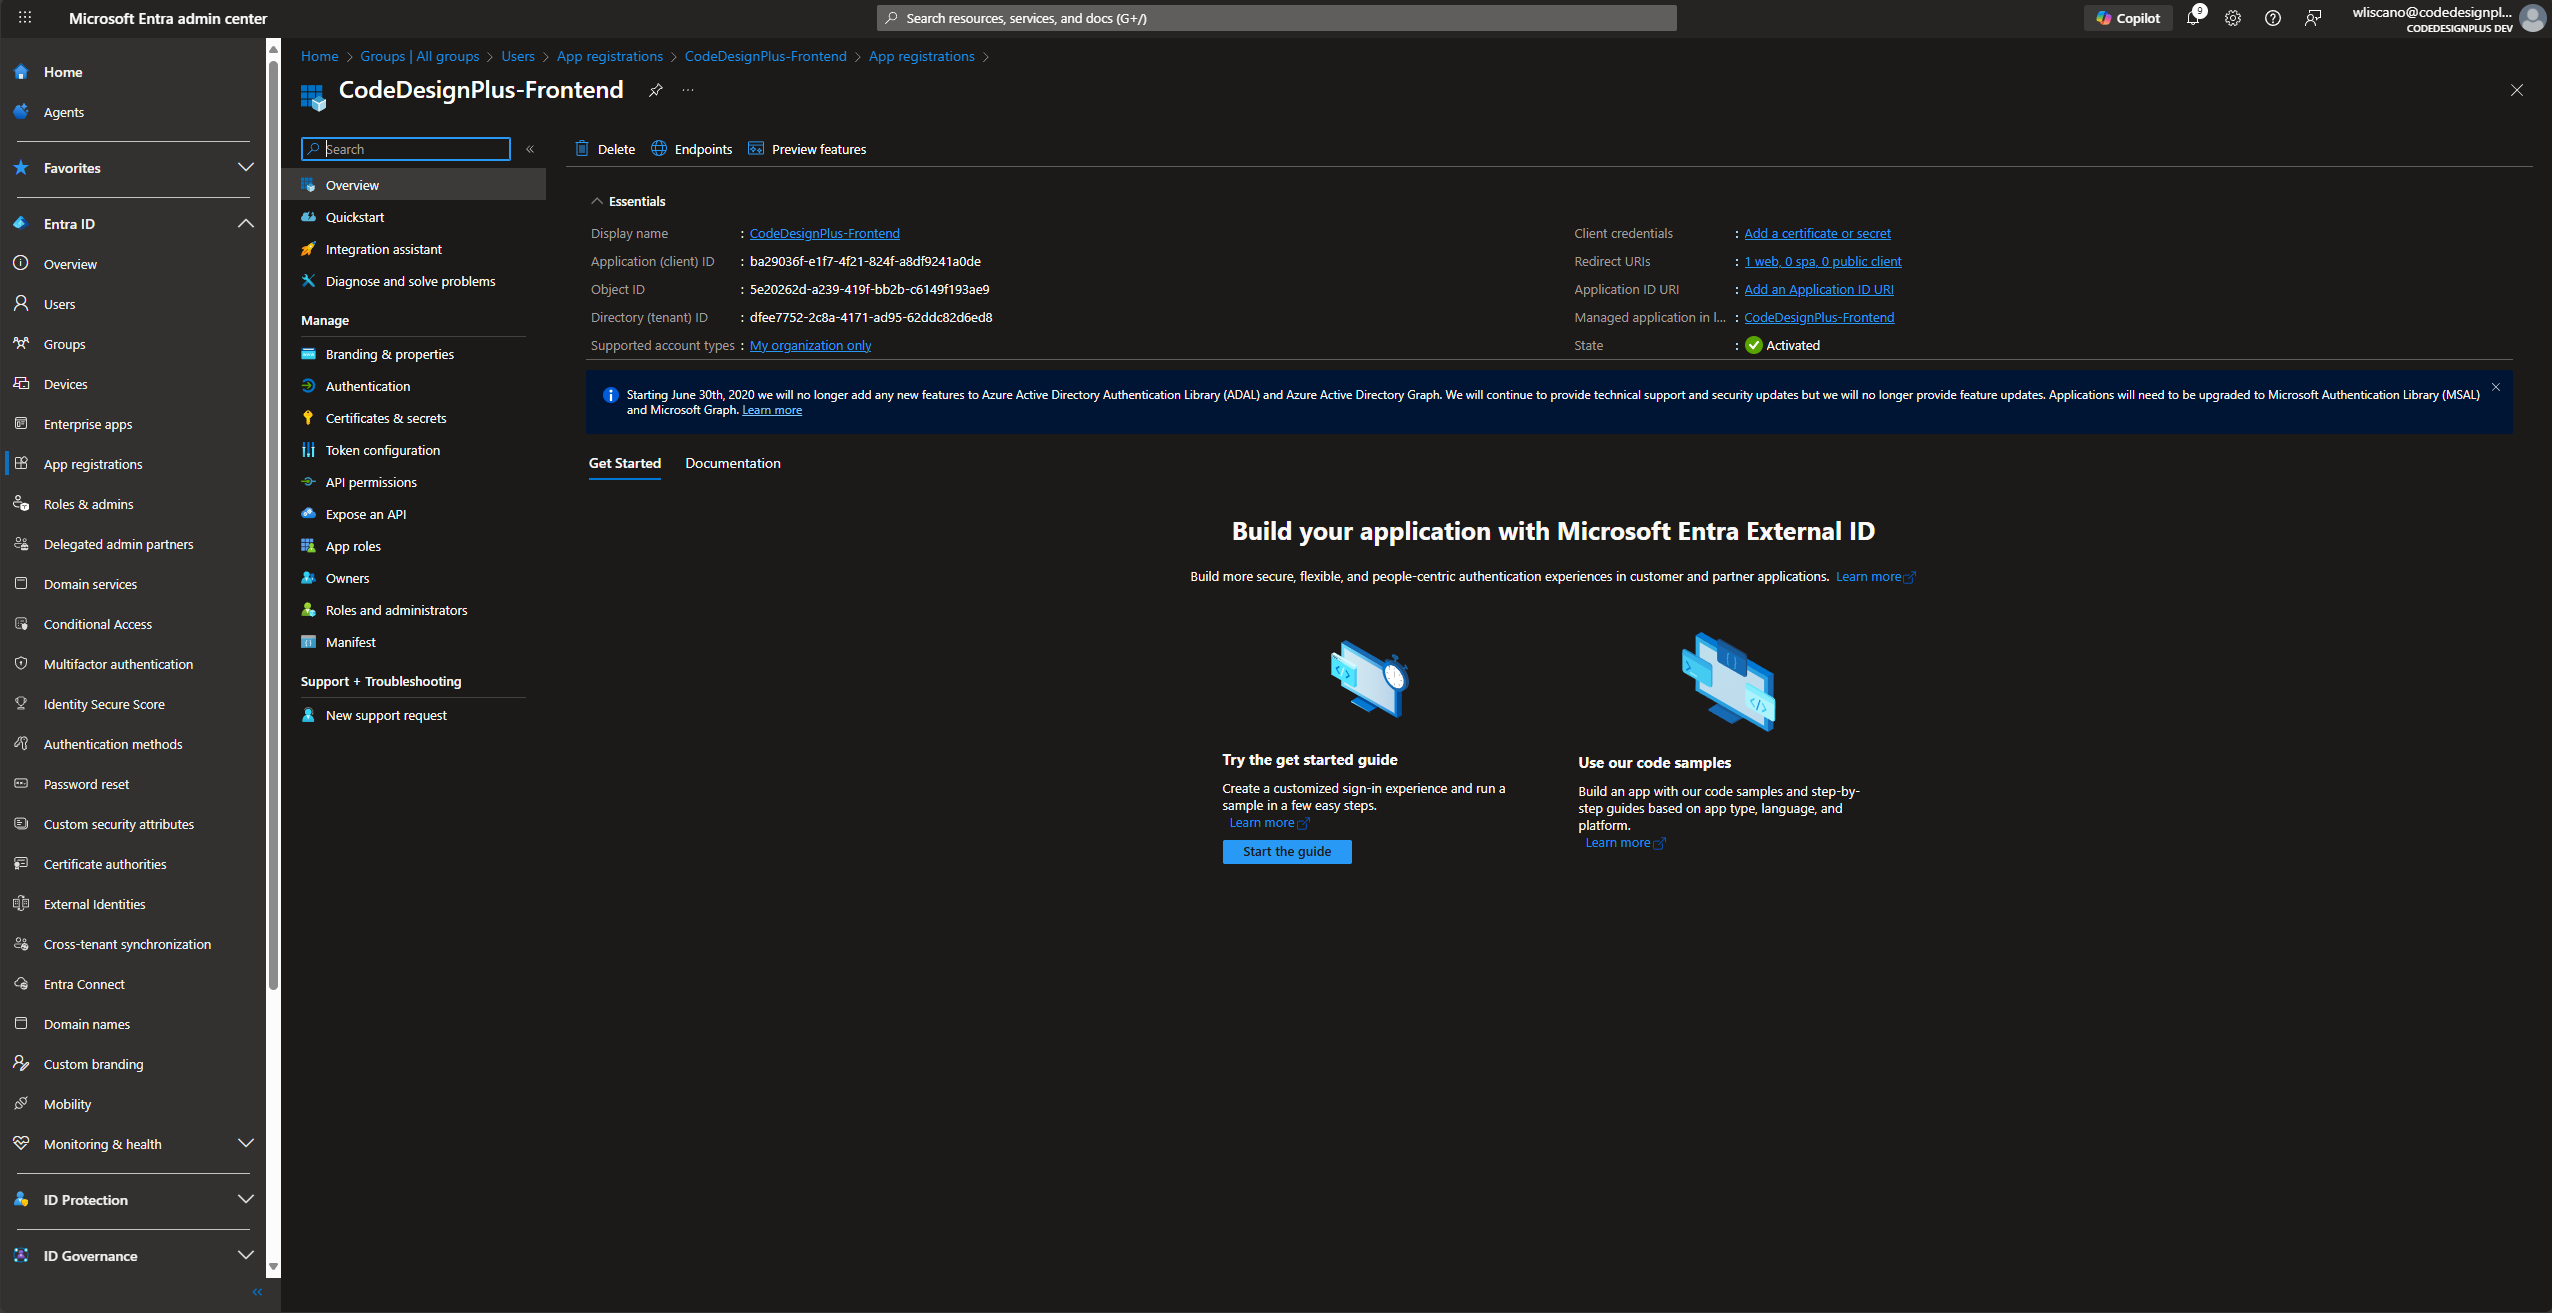 Microsoft Entra admin center
Search resources, services, and docs (G+/)
Copilot
9
wliscano@codedesignpl...
CODEDESIGNPLUS DEV
Home
Agents
Favorites
Entra ID
Overview
Users
Groups
Devices
Enterprise apps
App registrations
Roles & admins
Delegated admin partners
Domain services
Conditional Access
Multifactor authentication
Identity Secure Score
Authentication methods
Password reset
Custom security attributes
Certificate authorities
External Identities
Cross-tenant synchronization
Entra Connect
Domain names
Custom branding
Mobility
Monitoring & health
ID Protection
ID Governance
Home > Groups | All groups > Users > App registrations > CodeDesignPlus-Frontend > App registrations >
CodeDesignPlus-Frontend
Search
Overview
Quickstart
Integration assistant
Diagnose and solve problems
Manage
Branding & properties
Authentication
Certificates & secrets
Token configuration
API permissions
Expose an API
App roles
Owners
Roles and administrators
Manifest
Support + Troubleshooting
New support request
Delete Endpoints Preview features
Essentials
Display name : CodeDesignPlus-Frontend
Application (client) ID : ba29036f-e1f7-4f21-824f-a8df9241a0de
Object ID : 5e20262d-a239-419f-bb2b-c6149f193ae9
Directory (tenant) ID : dfee7752-2c8a-4171-ad95-62ddc82d6ed8
Supported account types : My organization only
Client credentials : Add a certificate or secret
Redirect URIs : 1 web, 0 spa, 0 public client
Application ID URI : Add an Application ID URI
Managed application in l... : CodeDesignPlus-Frontend
State : Activated
Starting June 30th, 2020 we will no longer add any new features to Azure Active Directory Authentication Library (ADAL) and Azure Active Directory Graph. We will continue to provide technical support and security updates but we will no longer provide feature updates. Applications will need to be upgraded to Microsoft Authentication Library (MSAL)
and Microsoft Graph. Learn more
Get Started Documentation
Build your application with Microsoft Entra External ID
Build more secure, flexible, and people-centric authentication experiences in customer and partner applications. Learn more
Try the get started guide
Create a customized sign-in experience and run a
sample in a few easy steps.
Learn more
Start the guide
Use our code samples
Build an app with our code samples and step-by-
step guides based on app type, language, and
platform.
Learn more